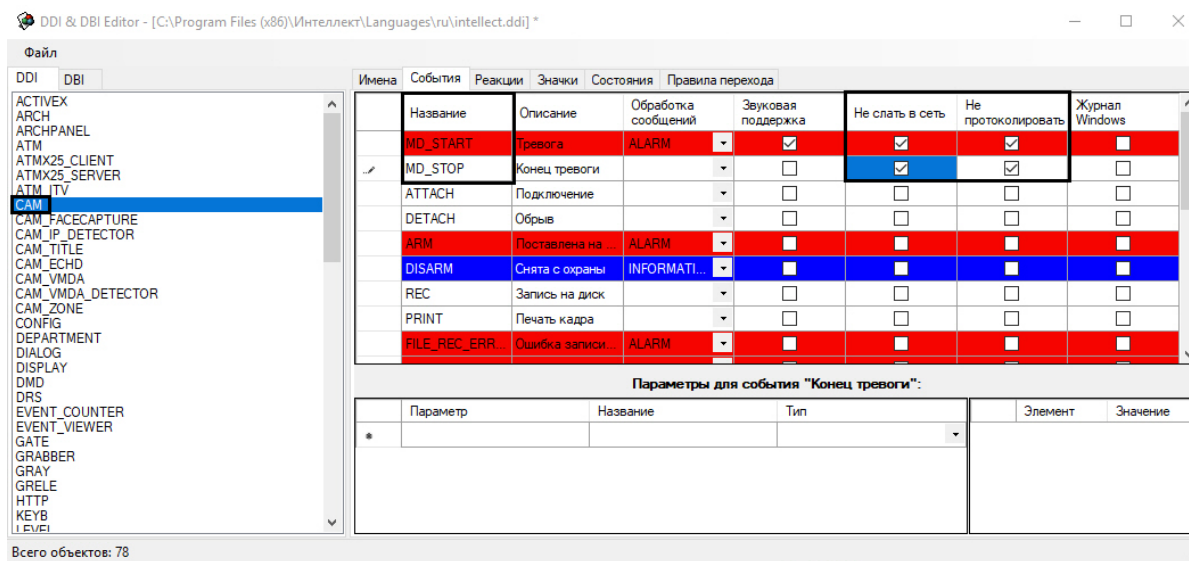 DDI & DBI Editor - [C:\Program Files (x86)\Интеллект\Languages\ru\intellect.ddi] *
Файл
DDI DBI
ACTIVEX
ARCH
ARCHPANEL
ATM
ATMX25_CLIENT
ATMX25_SERVER
ATM_ITV
CAM
CAM_FACECAPTURE
CAM_IP_DETECTOR
CAM_TITLE
CAM_ECHD
CAM_VMDA
CAM_VMDA_DETECTOR
CAM_ZONE
CONFIG
DEPARTMENT
DIALOG
DISPLAY
DMD
DRS
EVENT_COUNTER
EVENT_VIEWER
GATE
GRABBER
GRAY
GRELE
HTTP
KEYB
LEVEL
Имена События Реакции Значки Состояния Правила перехода
Название Описание Обработка сообщений Звуковая поддержка Не слать в сеть Не протоколировать Журнал Windows
MD_START Тревога ALARM
MD_STOP Конец тревоги
ATTACH Подключение
DETACH Обрыв
ARM Поставлена на ... ALARM
DISARM Снята с охраны INFORMATI...
REC Запись на диск
PRINT Печать кадра
FILE_REC_ERR... Ошибка записи... ALARM
Параметры для события "Конец тревоги":
Параметр Название Тип Элемент Значение
Всего объектов: 78